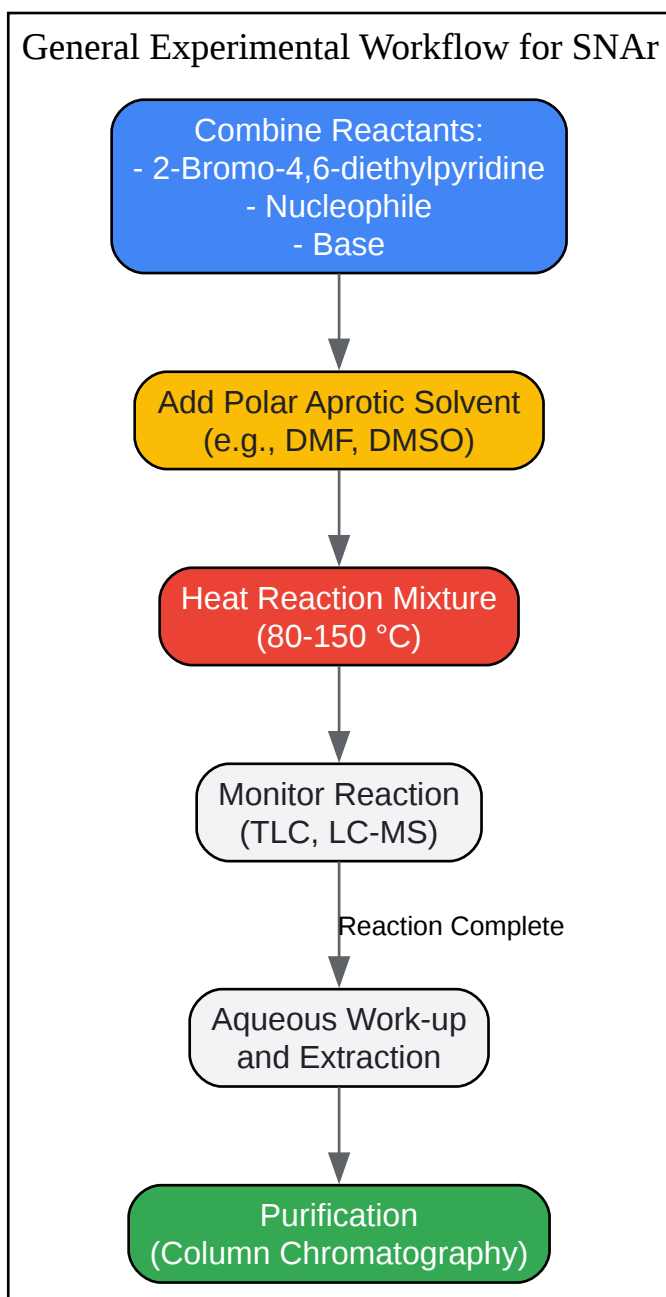 General Experimental Workflow for SNAr
Combine Reactants:
- 2-Bromo-4,6-diethylpyridine
- Nucleophile
- Base
Add Polar Aprotic Solvent
(e.g., DMF, DMSO)
Heat Reaction Mixture
(80-150 °C)
Monitor Reaction
(TLC, LC-MS)
Reaction Complete
Aqueous Work-up
and Extraction
Purification
(Column Chromatography)